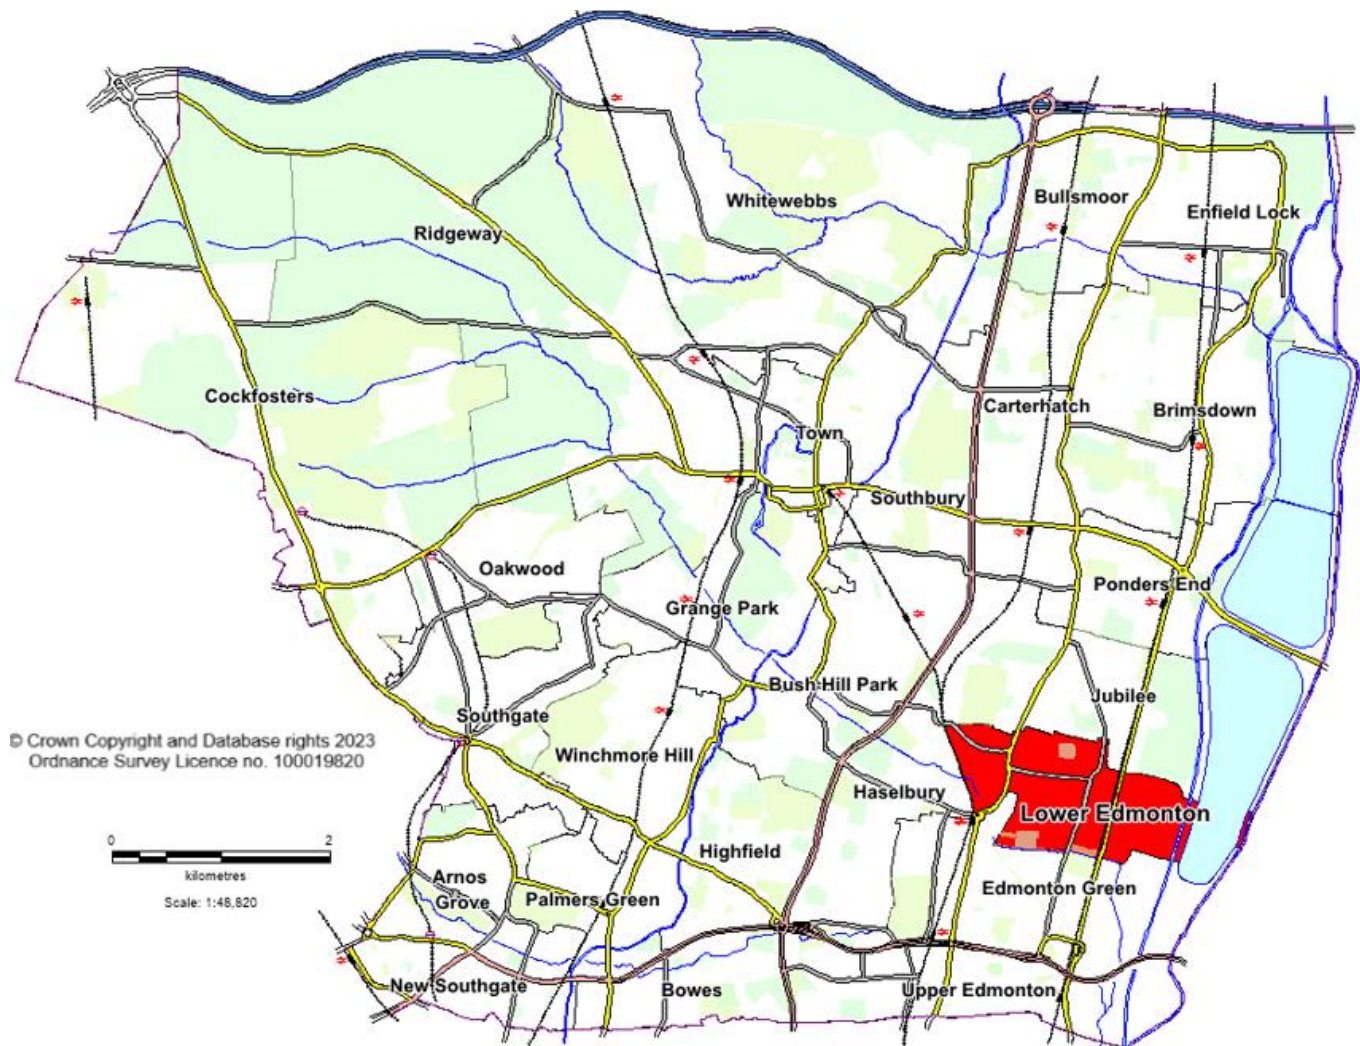 Whitewebbs
Bullsmoor
Enfield Lock
Ridgeway
Cockfosters
Carterhatch
Brimsdown
Town
Southbury
Oakwood
Ponders End
Grange Park
Bush Hill Park
Jubilee
Southgate
© Crown Copyright and Database rights 2023
Ordnance Survey Licence no. 100019820
Winchmore Hill
Haselbury
Lower Edmonton
0 2
kilometres
Scale: 1:48,820
Highfield
Arnos
Grove
Palmers Green
Edmonton Green
New Southgate
Bowes
Upper Edmonton